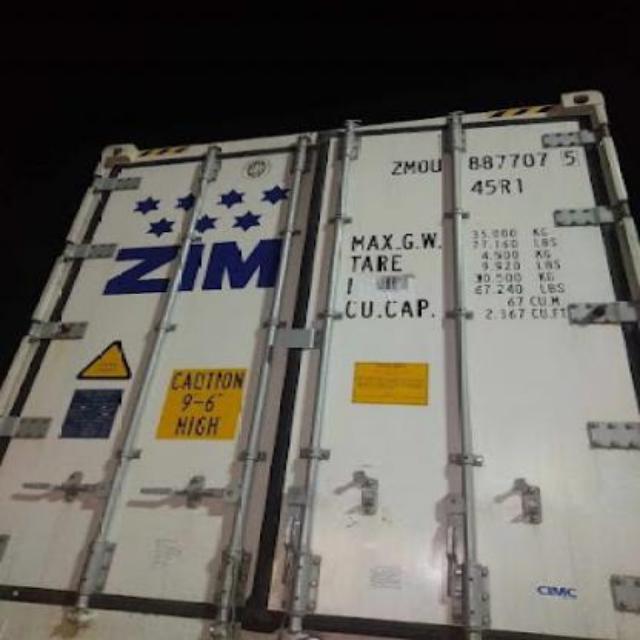 ZMOU 887707 5
45R1
ZIM
MAX.G.W. 35.000 KG
77.160 LBS
TARE 4.500 KG
9.920 LBS
30.500 KG
67.240 LBS
CU.CAP. 67 CU.M.
2.367 CU.FT
CAUTION
9-6"
HIGH
CIMC